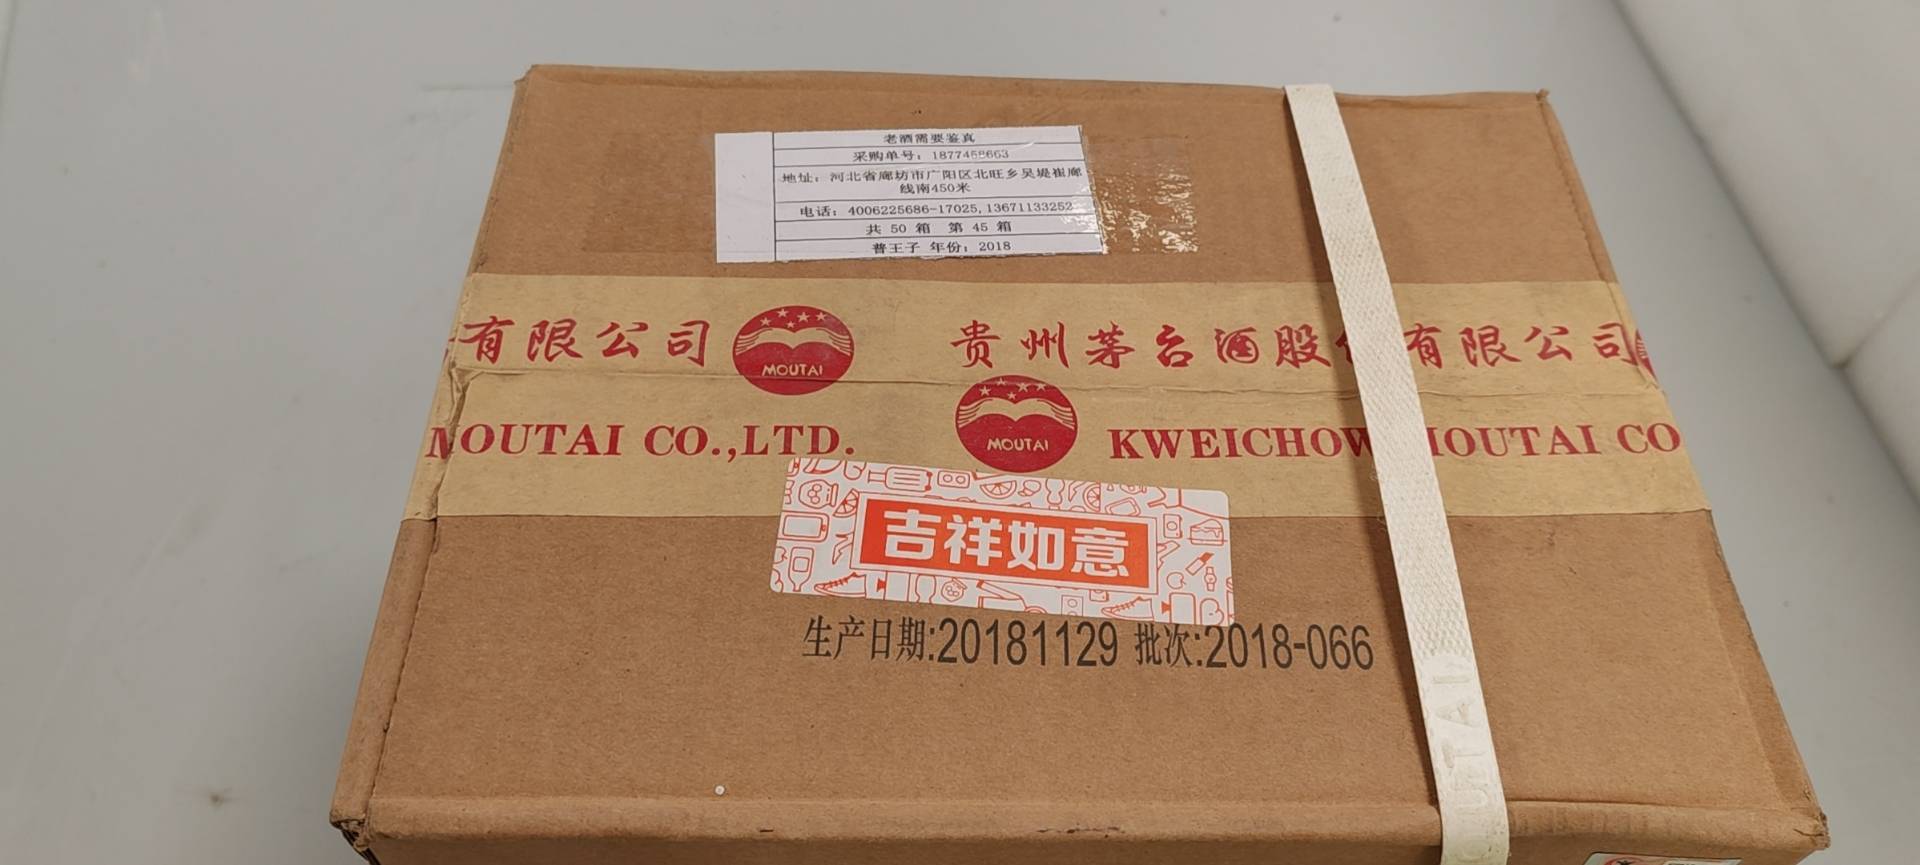 老酒需要鉴真
采购单号：1877458663
地址：河北省廊坊市广阳区北旺乡吴堤崔廊
线南450米
电话：4006225686-17025,13671133252
共 50 箱 第 45 箱
普王子 年份：2018
有限公司 MOUTAI 贵州茅台酒股份有限公司
MOUTAI CO.,LTD. MOUTAI KWEICHOW MOUTAI CO
吉祥如意
生产日期:20181129 批次:2018-066
UTAI